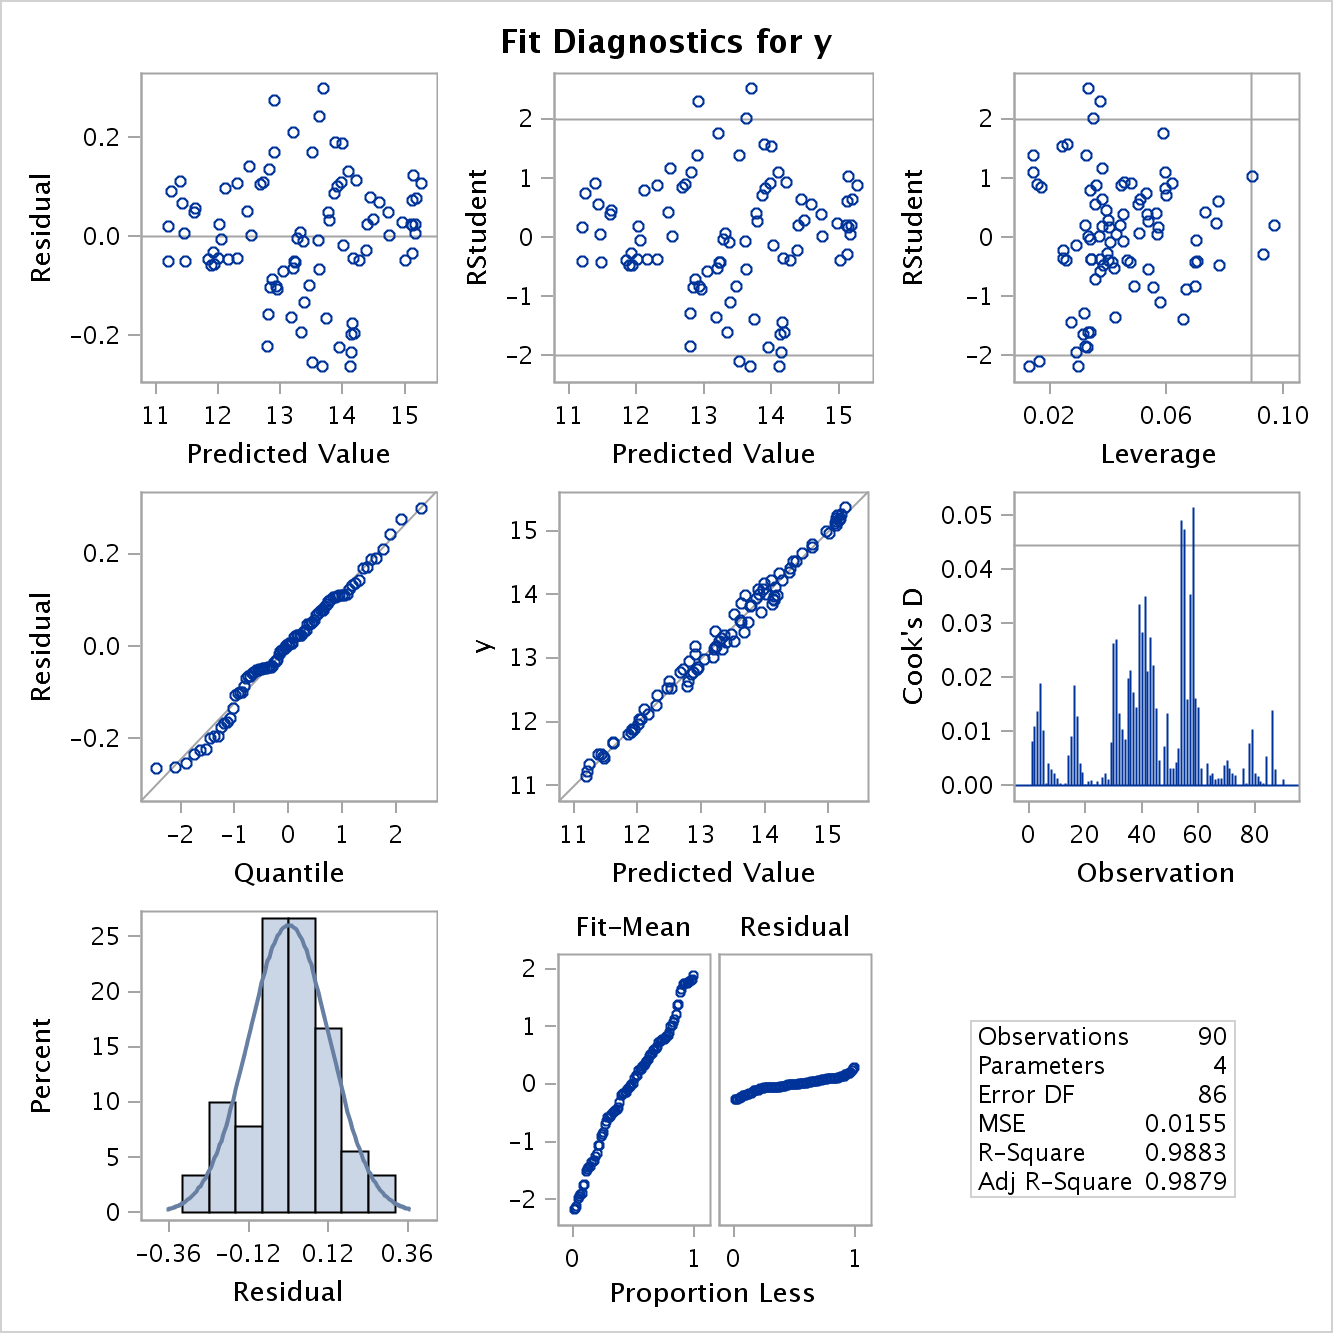 Fit Diagnostics for y
Residual
0.2
0.0
−0.2
11 12 13 14 15
Predicted Value
RStudent
2
1
0
−1
−2
11 12 13 14 15
Predicted Value
RStudent
2
1
0
−1
−2
0.02 0.06 0.10
Leverage
Residual
0.2
0.0
−0.2
−2 −1 0 1 2
Quantile
y
15
14
13
12
11
11 12 13 14 15
Predicted Value
Cook's D
0.05
0.04
0.03
0.02
0.01
0.00
0 20 40 60 80
Observation
Percent
25
20
15
10
5
0
−0.36 −0.12 0.12 0.36
Residual
Fit−Mean Residual
2
1
0
−1
−2
0 1 0 1
Proportion Less
Observations 90
Parameters 4
Error DF 86
MSE 0.0155
R-Square 0.9883
Adj R-Square 0.9879